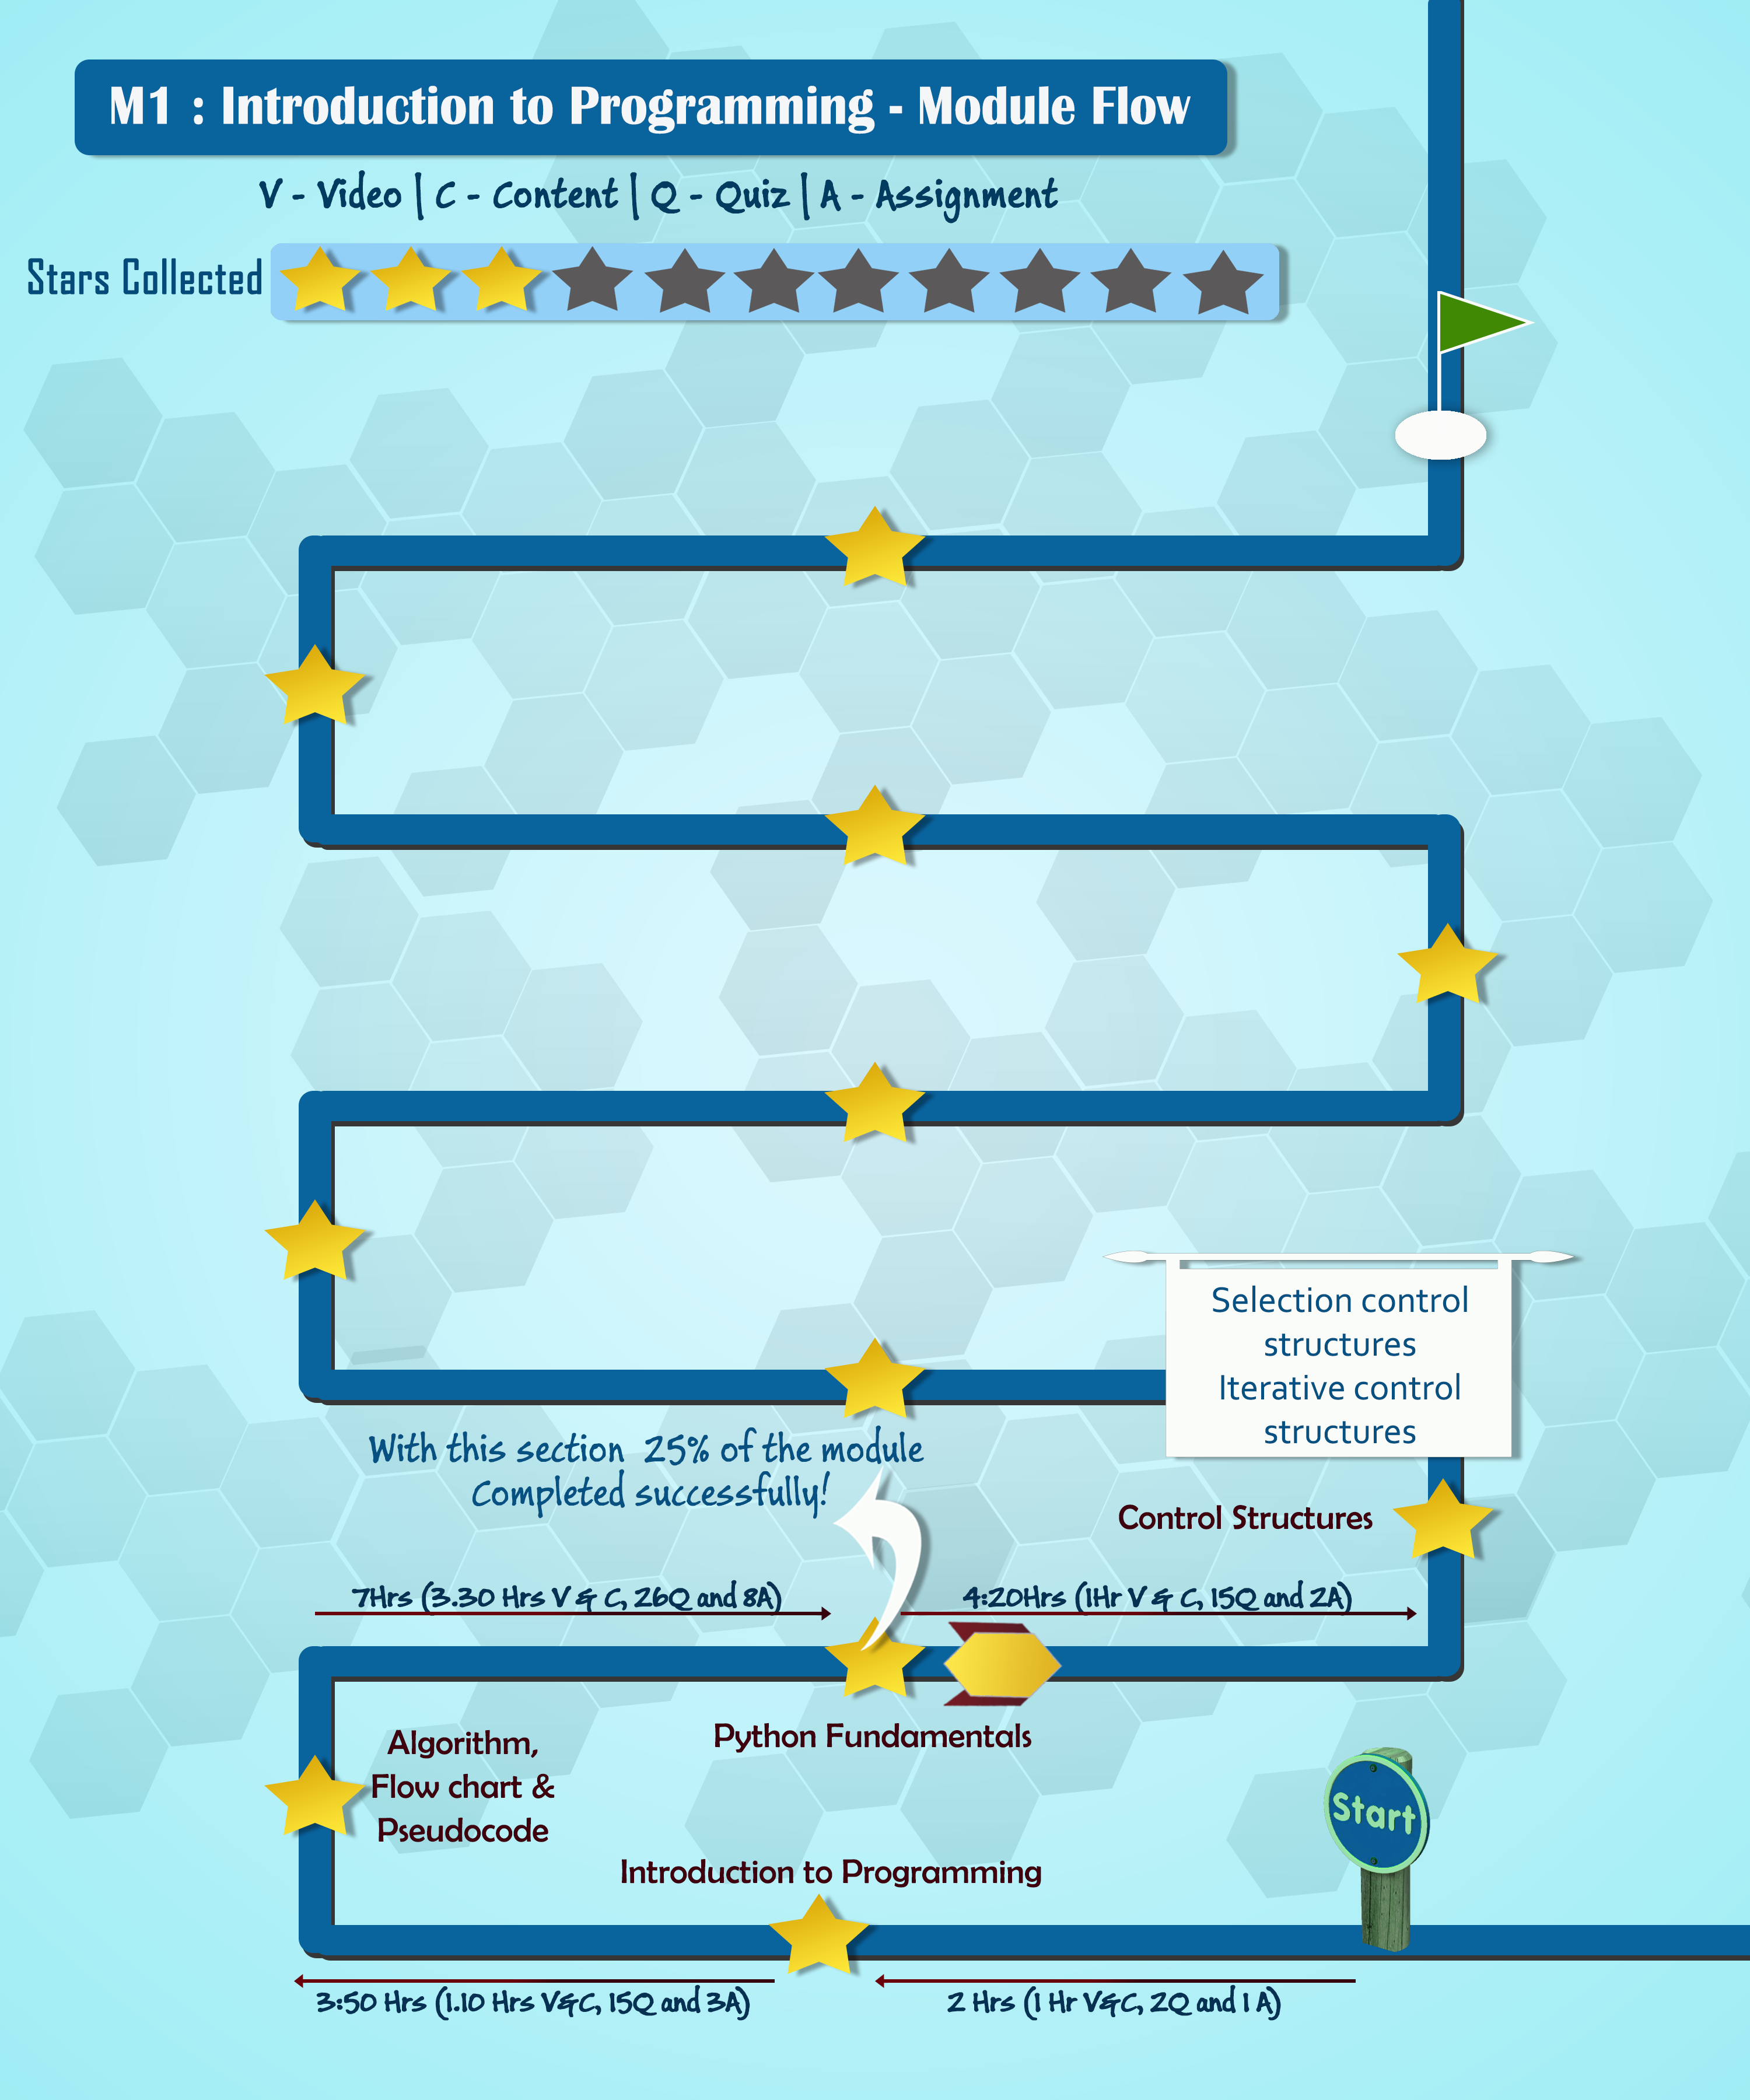 M1 : Introduction to Programming - Module Flow
V - Video | C - Content | Q - Quiz | A - Assignment
Stars Collected
Selection control
structures
Iterative control
structures
With this section 25% of the module
Completed successfully!
Control Structures
7Hrs (3.30 Hrs V & C, 26Q and 8A)
4:20Hrs (1Hr V & C, 15Q and 2A)
Python Fundamentals
Algorithm,
Flow chart &
Pseudocode
Start
Introduction to Programming
3:50 Hrs (1.10 Hrs V&C, 15Q and 3A)
2 Hrs (1 Hr V&C, 2Q and 1 A)